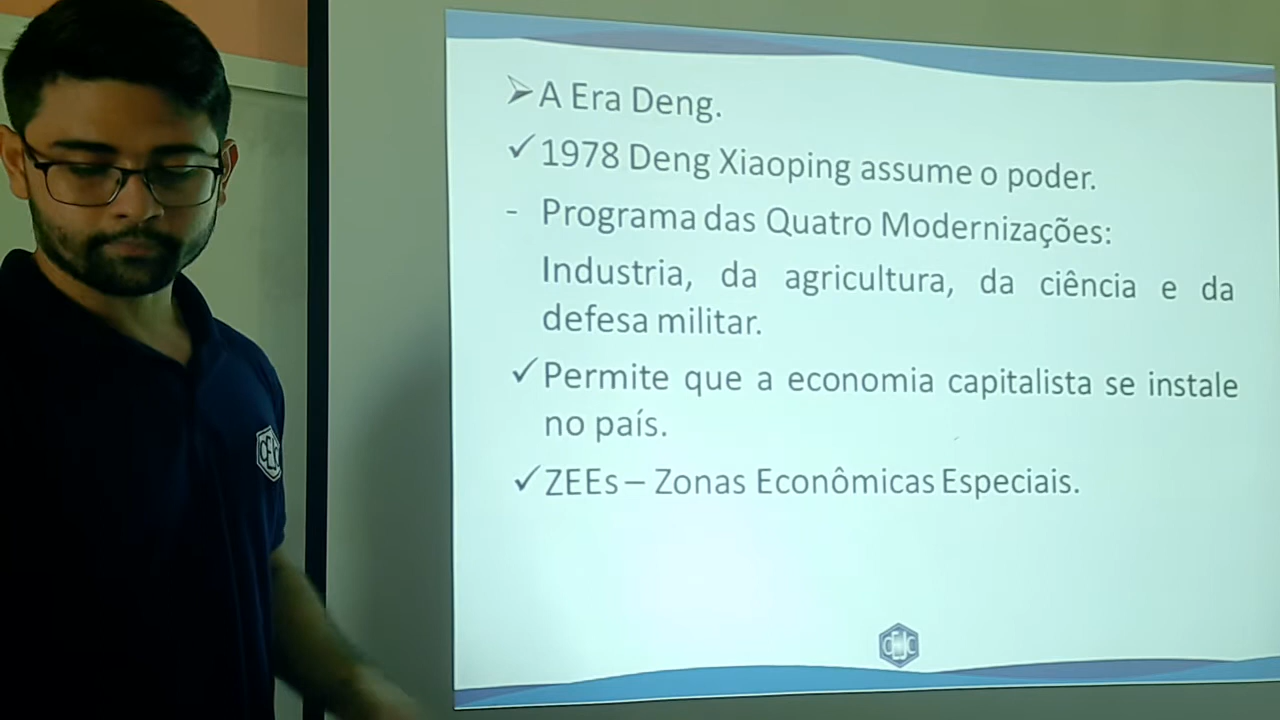 ➢ A Era Deng.
✓ 1978 Deng Xiaoping assume o poder.
- Programa das Quatro Modernizações:
Industria, da agricultura, da ciência e da
defesa militar.
✓ Permite que a economia capitalista se instale
no país.
✓ ZEEs – Zonas Econômicas Especiais.